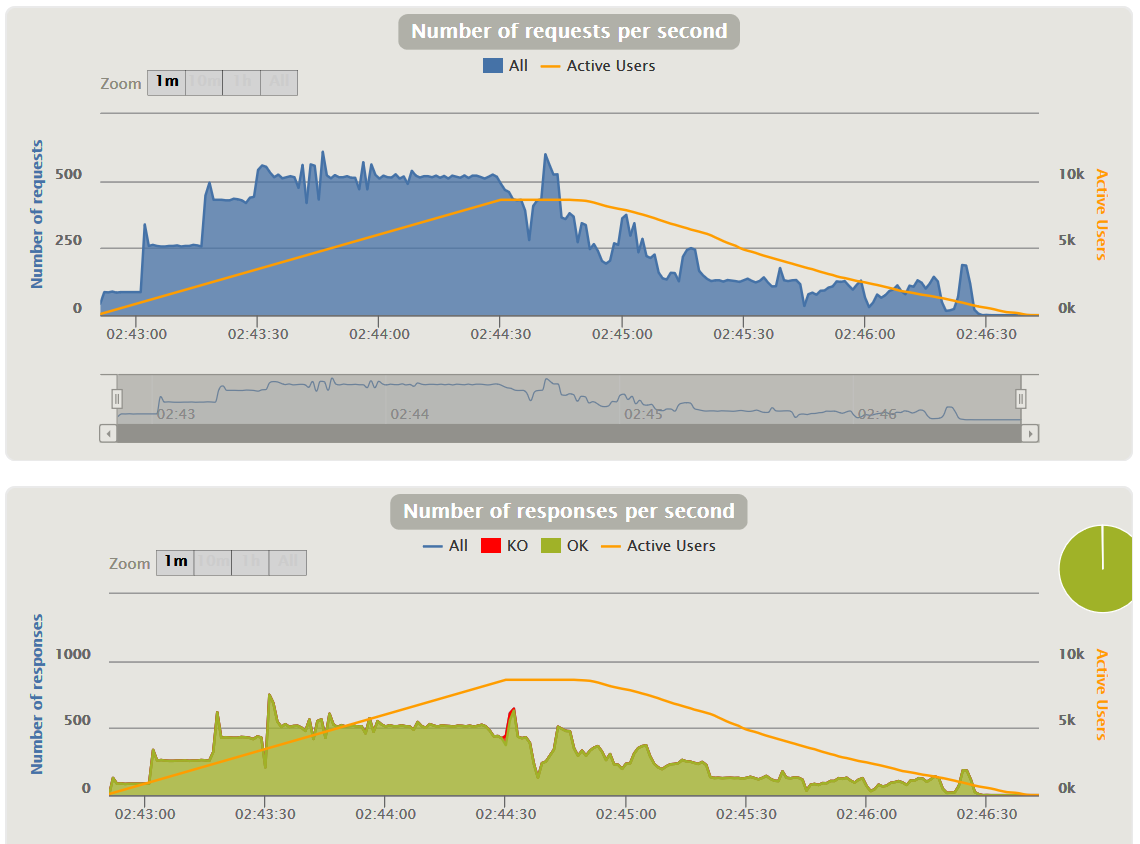 Number of requests per second
All Active Users
Zoom 1m 10m 1h All
Number of requests
500
250
0
10k
5k
0k
Active Users
02:43:00 02:43:30 02:44:00 02:44:30 02:45:00 02:45:30 02:46:00 02:46:30
02:43 02:44 02:45 02:46
Number of responses per second
All KO OK Active Users
Zoom 1m 10m 1h All
Number of responses
1000
500
0
10k
5k
0k
Active Users
02:43:00 02:43:30 02:44:00 02:44:30 02:45:00 02:45:30 02:46:00 02:46:30